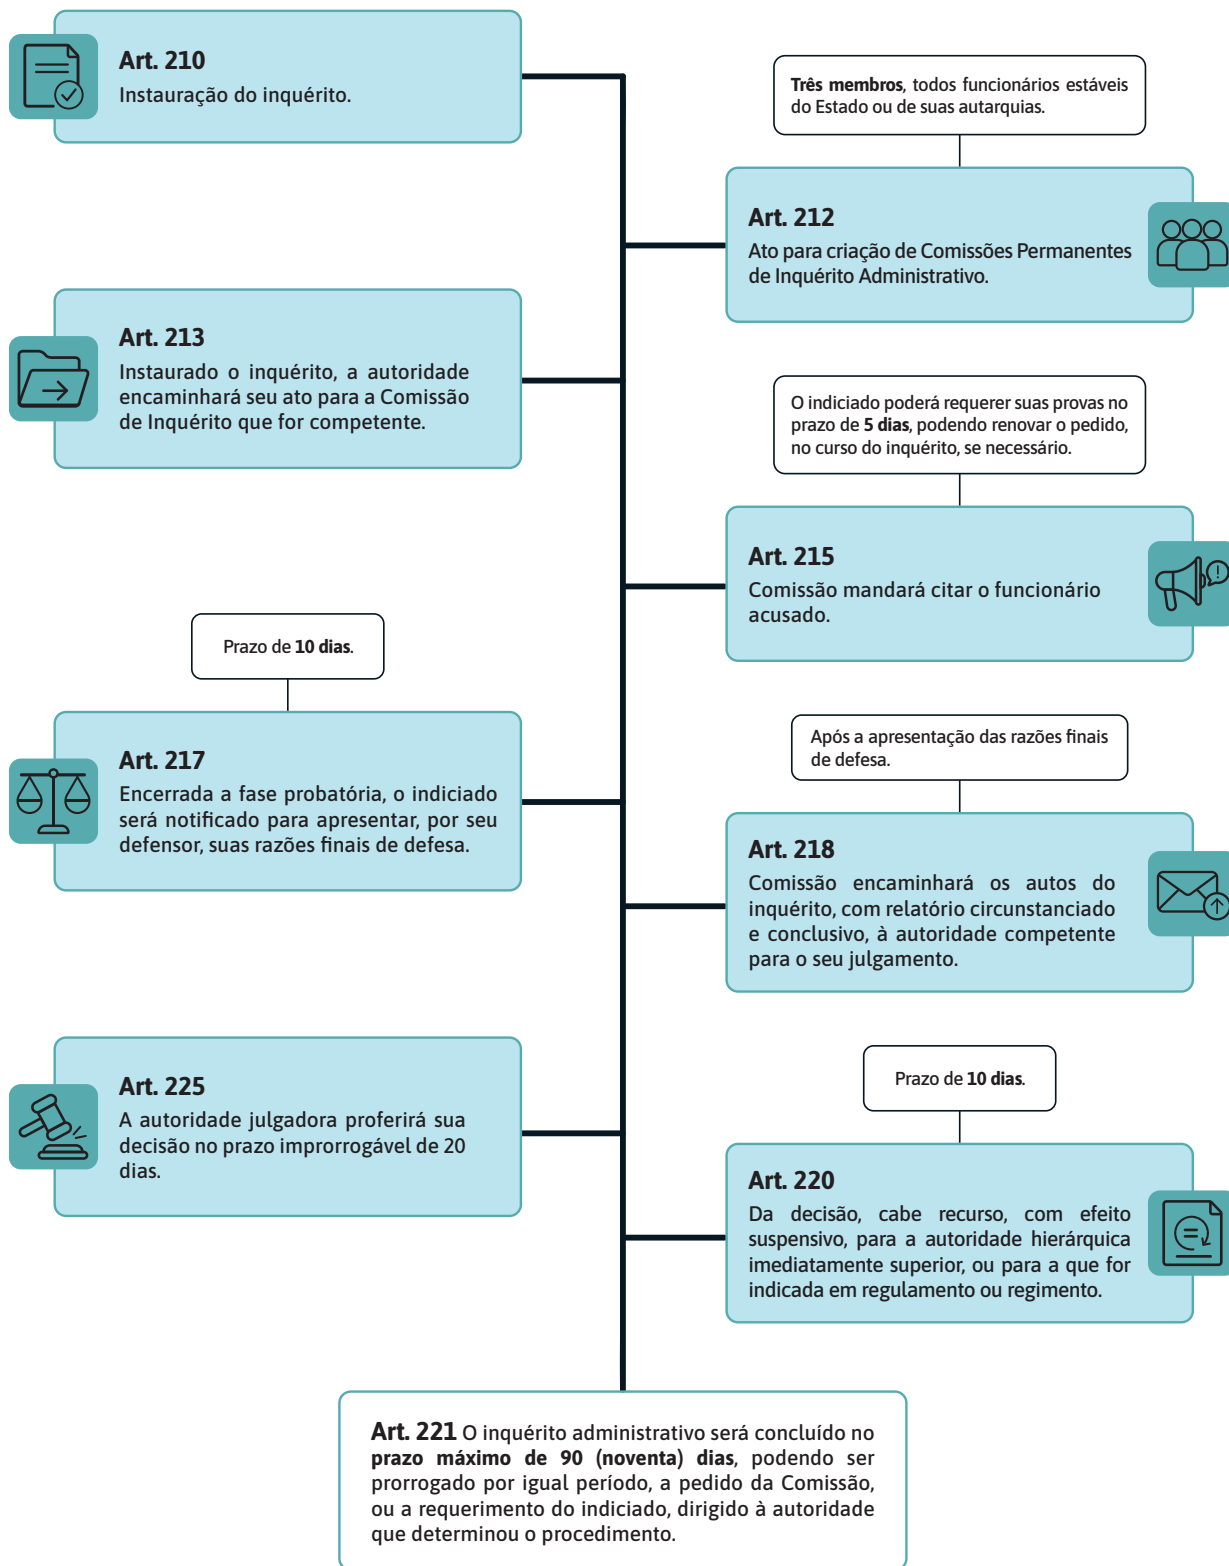 Art. 210
Instauração do inquérito.
Três membros, todos funcionários estáveis
do Estado ou de suas autarquias.
Art. 212
Ato para criação de Comissões Permanentes
de Inquérito Administrativo.
Art. 213
Instaurado o inquérito, a autoridade
encaminhará seu ato para a Comissão
de Inquérito que for competente.
O indiciado poderá requerer suas provas no
prazo de 5 dias, podendo renovar o pedido,
no curso do inquérito, se necessário.
Art. 215
Comissão mandará citar o funcionário
acusado.
Prazo de 10 dias.
Art. 217
Encerrada a fase probatória, o indiciado
será notificado para apresentar, por seu
defensor, suas razões finais de defesa.
Após a apresentação das razões finais
de defesa.
Art. 218
Comissão encaminhará os autos do
inquérito, com relatório circunstanciado
e conclusivo, à autoridade competente
para o seu julgamento.
Art. 225
A autoridade julgadora proferirá sua
decisão no prazo improrrogável de 20
dias.
Prazo de 10 dias.
Art. 220
Da decisão, cabe recurso, com efeito
suspensivo, para a autoridade hierárquica
imediatamente superior, ou para a que for
indicada em regulamento ou regimento.
Art. 221 O inquérito administrativo será concluído no
prazo máximo de 90 (noventa) dias, podendo ser
prorrogado por igual período, a pedido da Comissão,
ou a requerimento do indiciado, dirigido à autoridade
que determinou o procedimento.